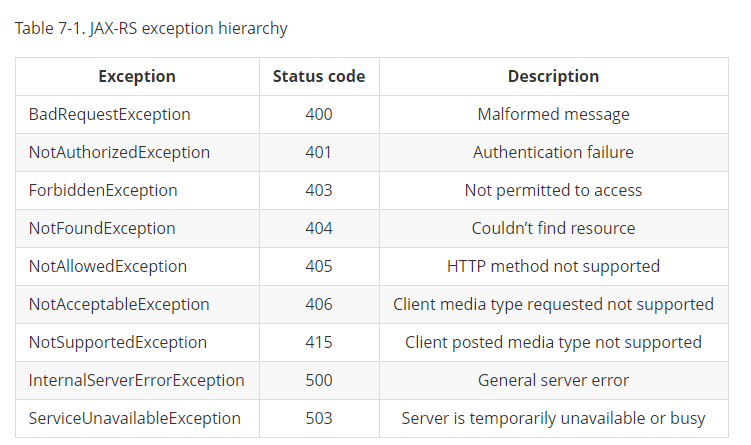 Table 7-1. JAX-RS exception hierarchy
Exception Status code Description
BadRequestException 400 Malformed message
NotAuthorizedException 401 Authentication failure
ForbiddenException 403 Not permitted to access
NotFoundException 404 Couldn’t find resource
NotAllowedException 405 HTTP method not supported
NotAcceptableException 406 Client media type requested not supported
NotSupportedException 415 Client posted media type not supported
InternalServerErrorException 500 General server error
ServiceUnavailableException 503 Server is temporarily unavailable or busy